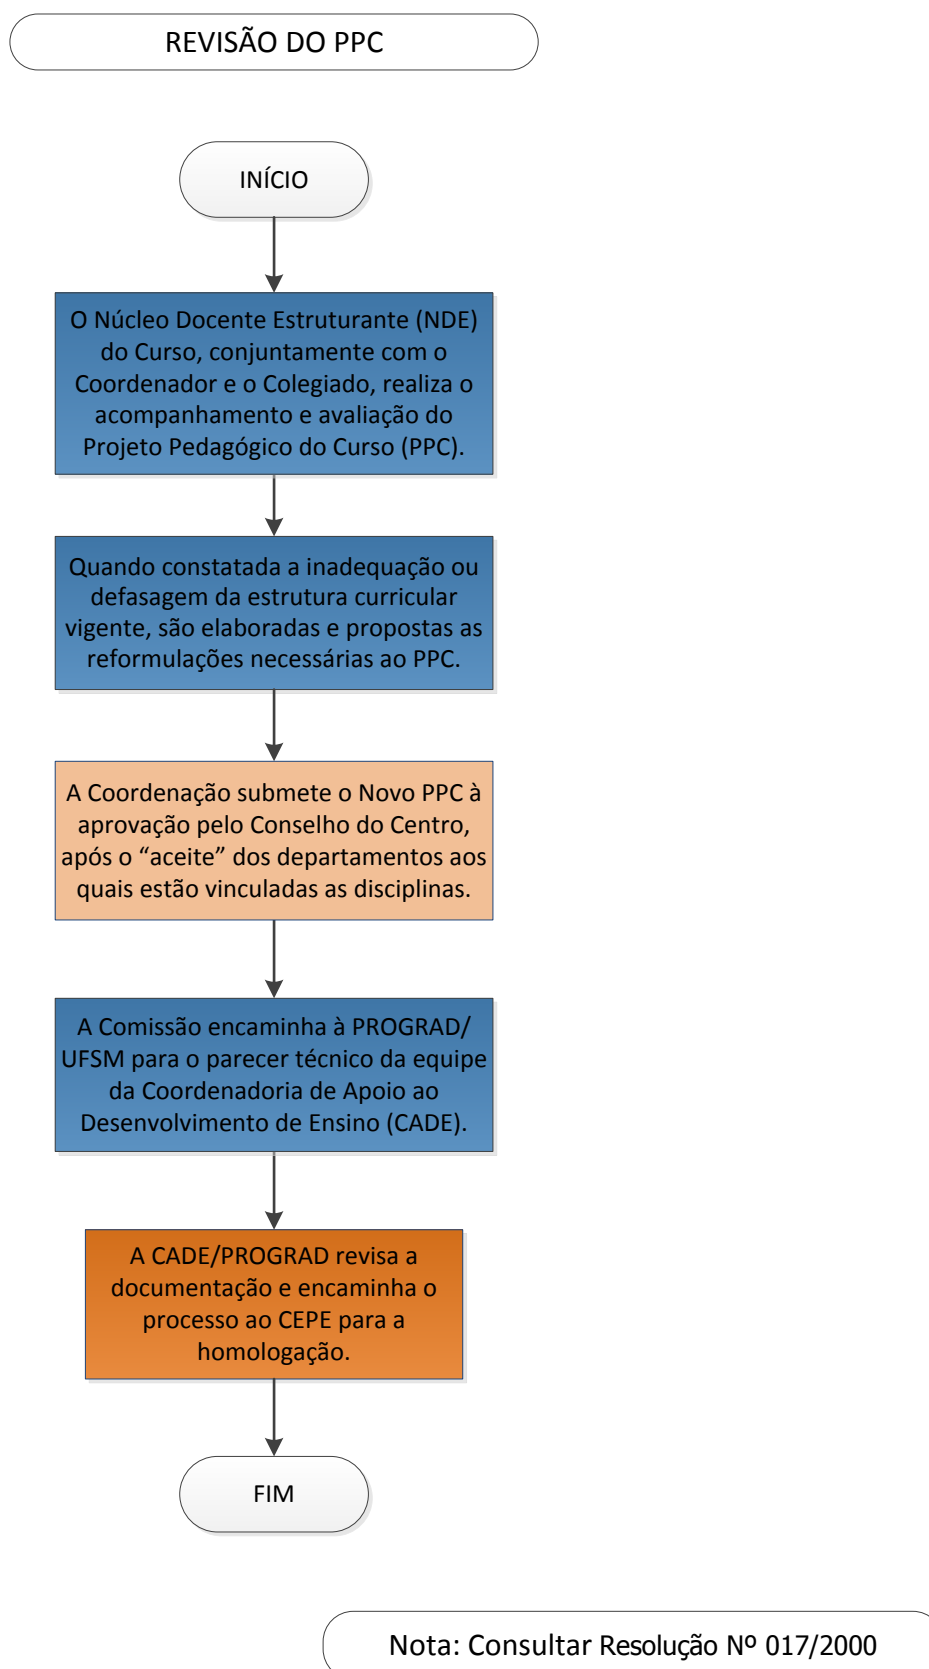 REVISÃO DO PPC
INÍCIO
O Núcleo Docente Estruturante (NDE)
do Curso, conjuntamente com o
Coordenador e o Colegiado, realiza o
acompanhamento e avaliação do
Projeto Pedagógico do Curso (PPC).
Quando constatada a inadequação ou
defasagem da estrutura curricular
vigente, são elaboradas e propostas as
reformulações necessárias ao PPC.
A Coordenação submete o Novo PPC à
aprovação pelo Conselho do Centro,
após o “aceite” dos departamentos aos
quais estão vinculadas as disciplinas.
A Comissão encaminha à PROGRAD/
UFSM para o parecer técnico da equipe
da Coordenadoria de Apoio ao
Desenvolvimento de Ensino (CADE).
A CADE/PROGRAD revisa a
documentação e encaminha o
processo ao CEPE para a
homologação.
FIM
Nota: Consultar Resolução Nº 017/2000